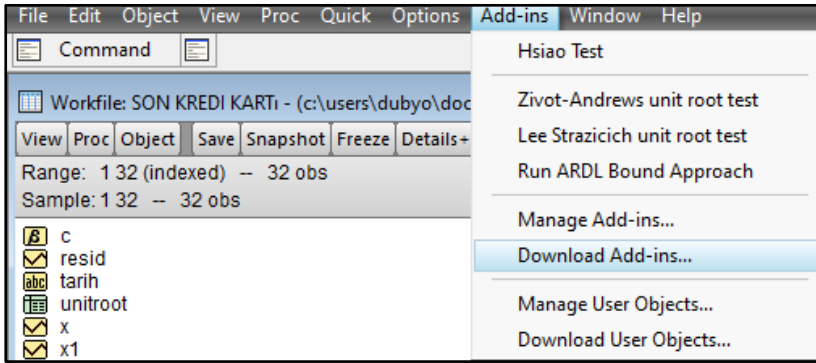 File Edit Object View Proc Quick Options Add-ins Window Help
Command
Hsiao Test
Zivot-Andrews unit root test
Lee Strazicich unit root test
Run ARDL Bound Approach
Manage Add-ins...
Download Add-ins...
Manage User Objects...
Download User Objects...
Workfile: SON KREDI KARTı - (c:\users\dubyo\doc
View Proc Object Save Snapshot Freeze Details+
Range: 1 32 (indexed) -- 32 obs
Sample: 1 32 -- 32 obs
β c
resid
abc tarih
unitroot
x
x1